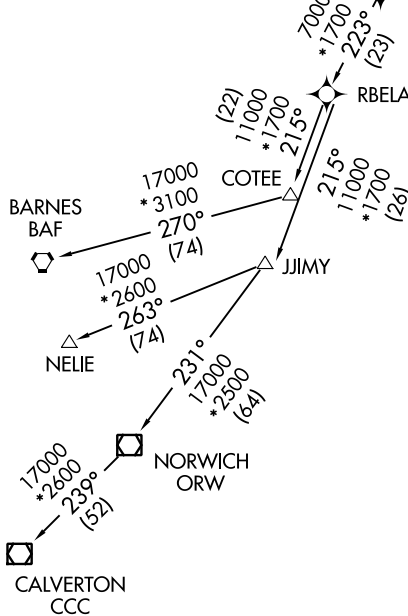 7000
*1700
223°
(23)
RBELA
(22)
11000
*1700
215°
215°
11000
*1700
(26)
COTEE
17000
*3100
270°
(74)
BARNES
BAF
JJIMY
17000
*2600
263°
(74)
NELIE
231°
17000
*2500
(64)
NORWICH
ORW
17000
*2600
239°
(52)
CALVERTON
CCC